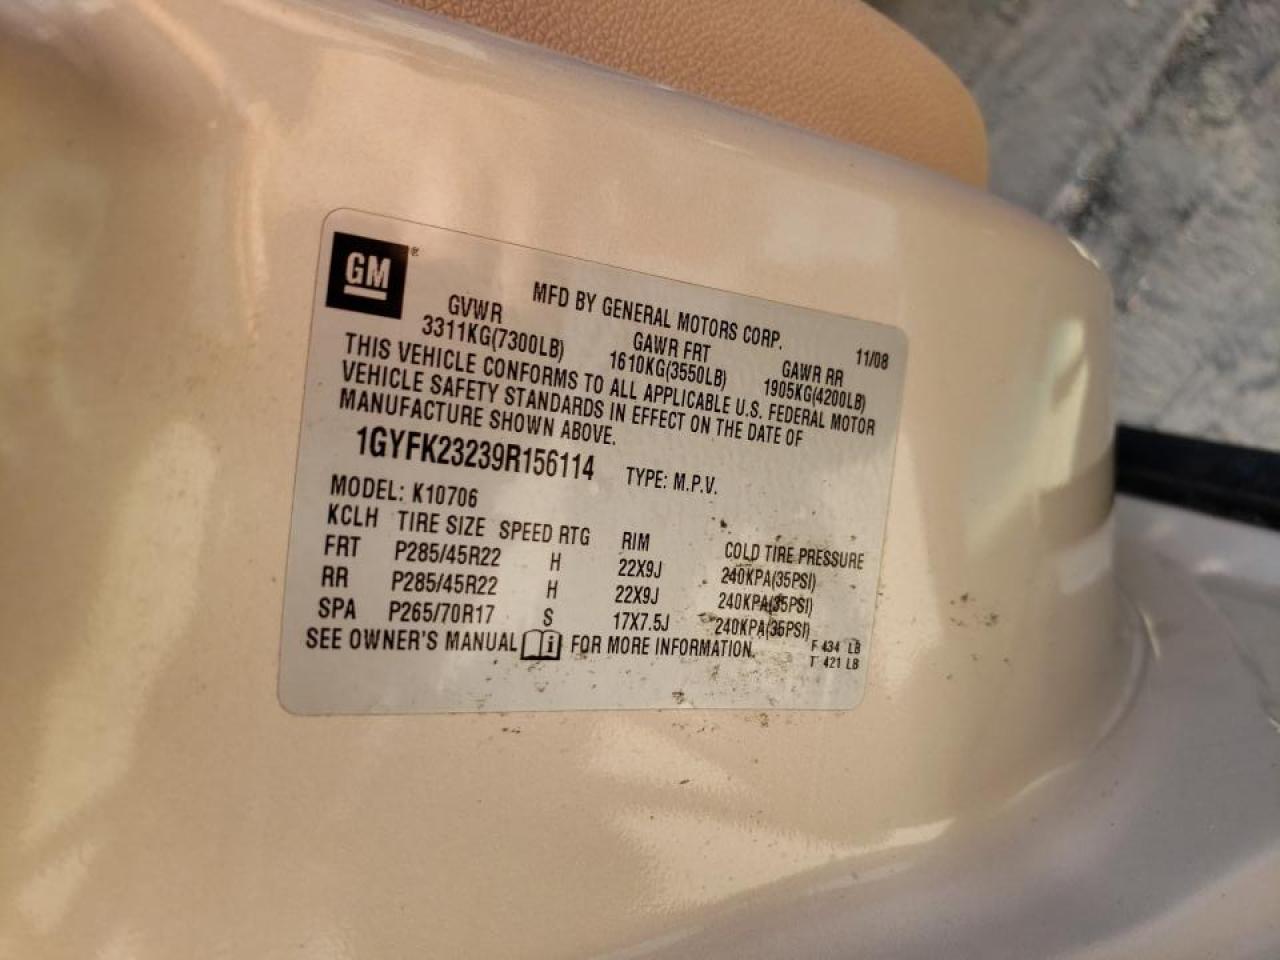 GM ®
MFD BY GENERAL MOTORS CORP. 11/08
GVWR GAWR FRT GAWR RR
3311KG(7300LB) 1610KG(3550LB) 1905KG(4200LB)
THIS VEHICLE CONFORMS TO ALL APPLICABLE U.S. FEDERAL MOTOR
VEHICLE SAFETY STANDARDS IN EFFECT ON THE DATE OF
MANUFACTURE SHOWN ABOVE.
1GYFK23239R156114 TYPE: M.P.V.
MODEL: K10706
KCLH TIRE SIZE SPEED RTG RIM COLD TIRE PRESSURE
FRT P285/45R22 H 22X9J 240KPA(35PSI)
RR P285/45R22 H 22X9J 240KPA(35PSI)
SPA P265/70R17 S 17X7.5J 240KPA(35PSI)
SEE OWNER'S MANUAL i FOR MORE INFORMATION. F 434 LB
T 421 LB